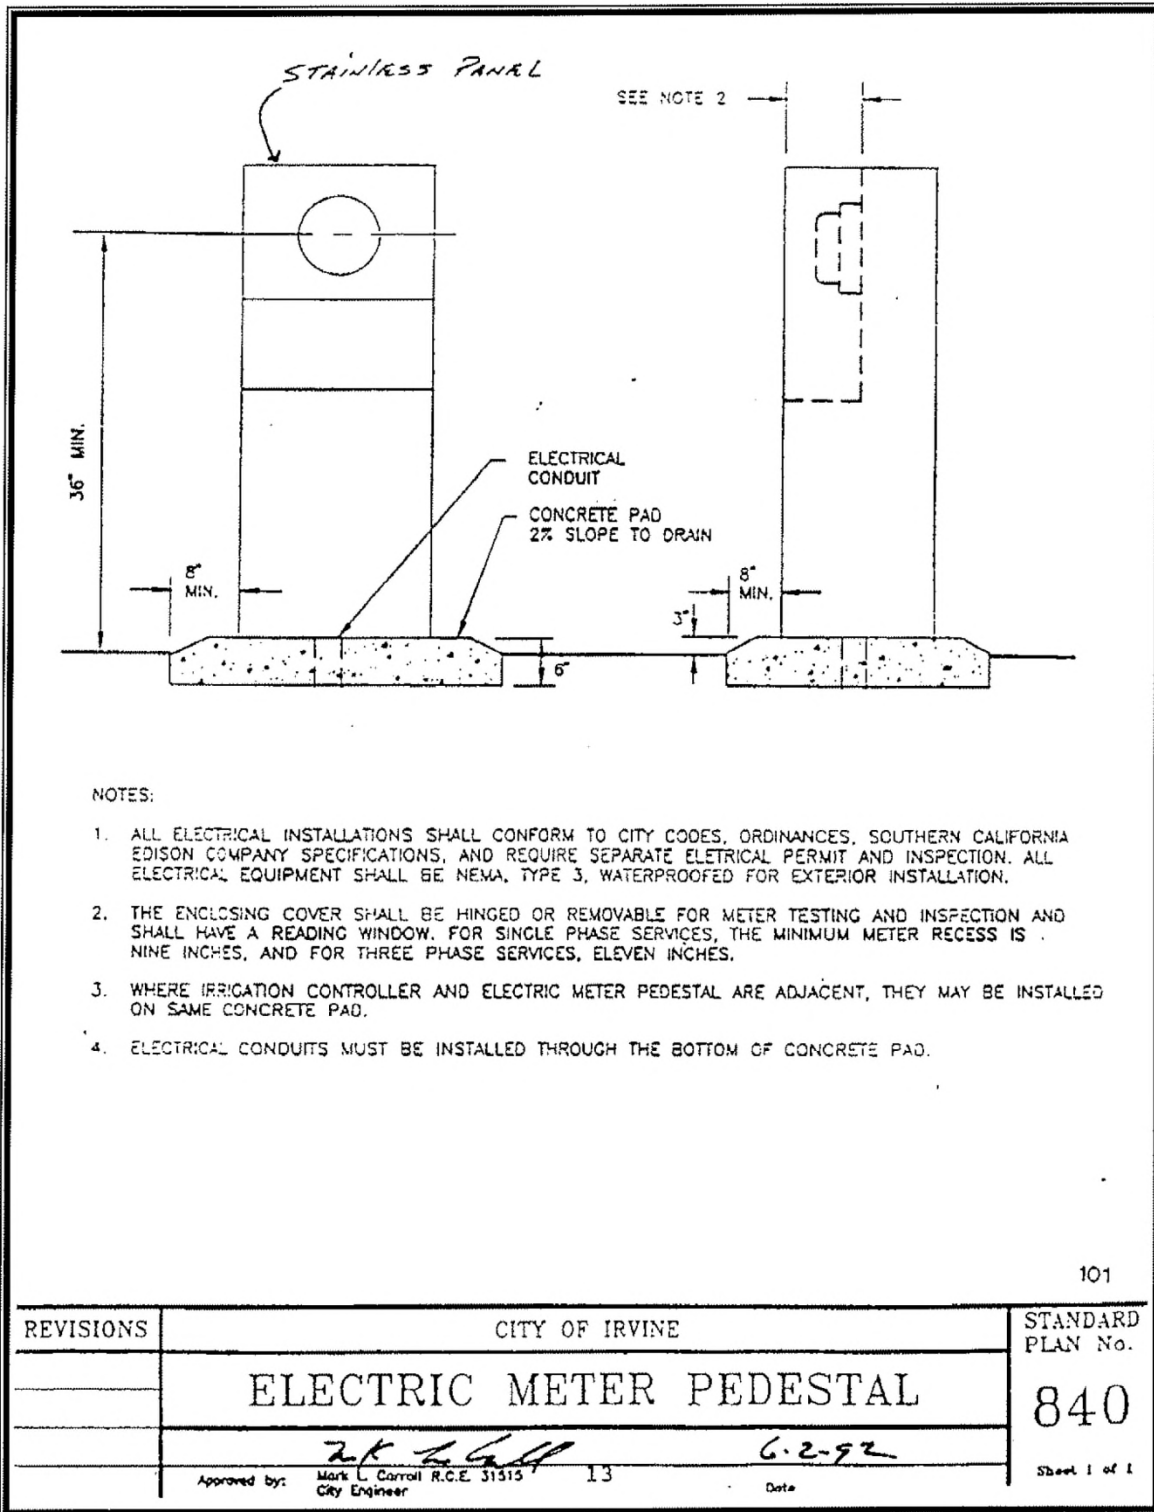 STAINLESS PANEL
SEE NOTE 2
36" MIN.
ELECTRICAL
CONDUIT
CONCRETE PAD
2% SLOPE TO DRAIN
8"
MIN.
6"
8"
MIN.
3"
NOTES:
1. ALL ELECTRICAL INSTALLATIONS SHALL CONFORM TO CITY CODES, ORDINANCES, SOUTHERN CALIFORNIA
EDISON COMPANY SPECIFICATIONS, AND REQUIRE SEPARATE ELETRICAL PERMIT AND INSPECTION. ALL
ELECTRICAL EQUIPMENT SHALL BE NEMA, TYPE 3, WATERPROOFED FOR EXTERIOR INSTALLATION.
2. THE ENCLOSING COVER SHALL BE HINGED OR REMOVABLE FOR METER TESTING AND INSPECTION AND
SHALL HAVE A READING WINDOW. FOR SINGLE PHASE SERVICES, THE MINIMUM METER RECESS IS
NINE INCHES, AND FOR THREE PHASE SERVICES, ELEVEN INCHES.
3. WHERE IRRIGATION CONTROLLER AND ELECTRIC METER PEDESTAL ARE ADJACENT, THEY MAY BE INSTALLED
ON SAME CONCRETE PAD.
4. ELECTRICAL CONDUITS MUST BE INSTALLED THROUGH THE BOTTOM OF CONCRETE PAD.
101
REVISIONS
CITY OF IRVINE
STANDARD
PLAN No.
ELECTRIC METER PEDESTAL
840
6-2-92
Approved by: Mark L. Carroll R.C.E. 31515 13
City Engineer
Date
Sheet 1 of 1